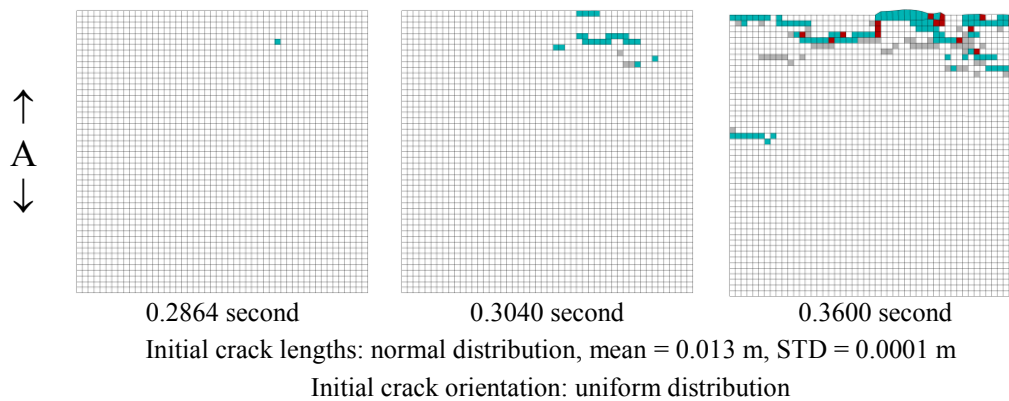 ↑
A
↓
0.2864 second 0.3040 second 0.3600 second
Initial crack lengths: normal distribution, mean = 0.013 m, STD = 0.0001 m
Initial crack orientation: uniform distribution